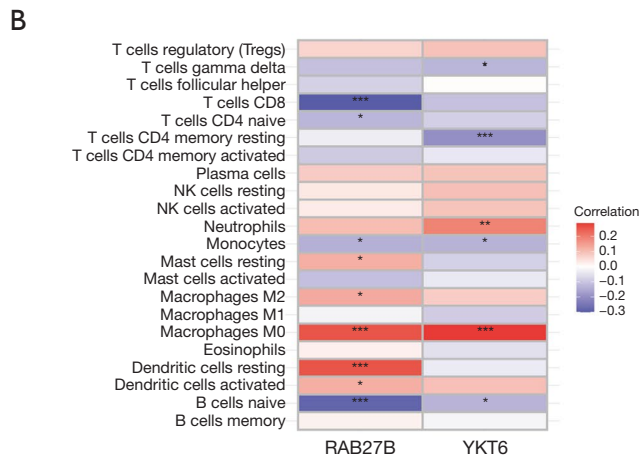 B
T cells regulatory (Tregs)
T cells gamma delta *
T cells follicular helper
T cells CD8 ***
T cells CD4 naive *
T cells CD4 memory resting ***
T cells CD4 memory activated
Plasma cells
NK cells resting
NK cells activated
Neutrophils **
Monocytes * *
Mast cells resting *
Mast cells activated
Macrophages M2 *
Macrophages M1
Macrophages M0 *** ***
Eosinophils
Dendritic cells resting ***
Dendritic cells activated *
B cells naive *** *
B cells memory
RAB27B YKT6
Correlation
0.2
0.1
0.0
−0.1
−0.2
−0.3